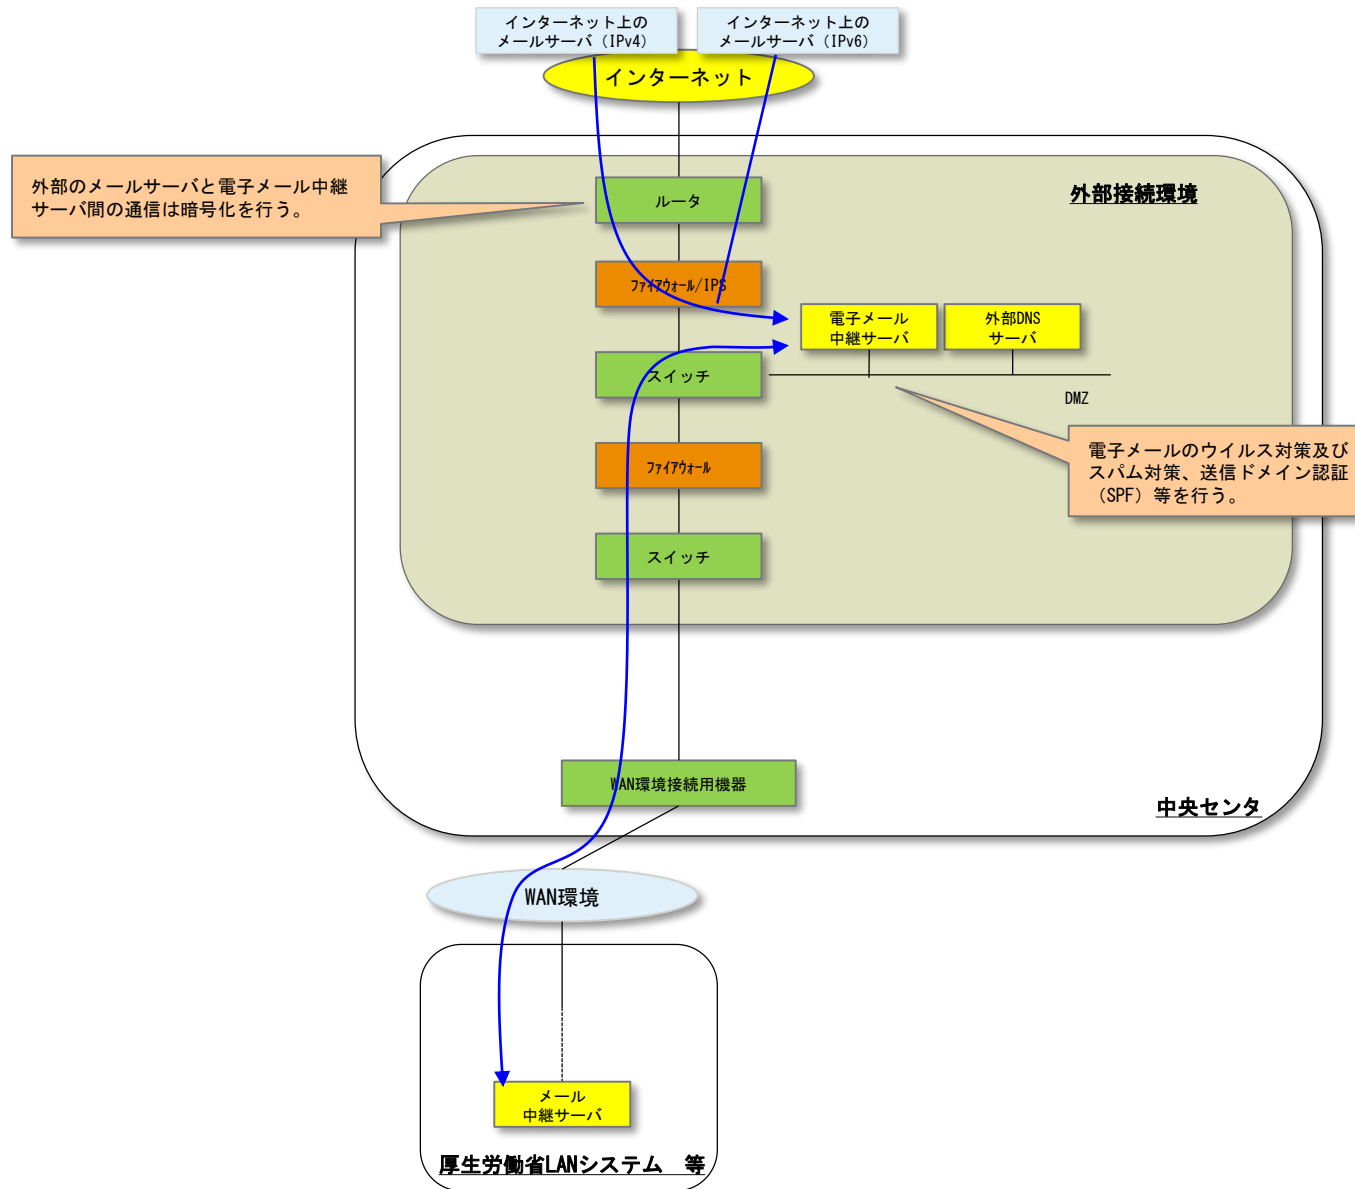 インターネット上の
メールサーバ（IPv4）
インターネット上の
メールサーバ（IPv6）
インターネット
外部のメールサーバと電子メール中継
サーバ間の通信は暗号化を行う。
ルータ
外部接続環境
ﾌｧｲｱｳｫｰﾙ/IPS
電子メール
中継サーバ
外部DNS
サーバ
スイッチ
DMZ
ﾌｧｲｱｳｫｰﾙ
電子メールのウイルス対策及び
スパム対策、送信ドメイン認証
（SPF）等を行う。
スイッチ
WAN環境接続用機器
中央センタ
WAN環境
メール
中継サーバ
厚生労働省LANシステム　等